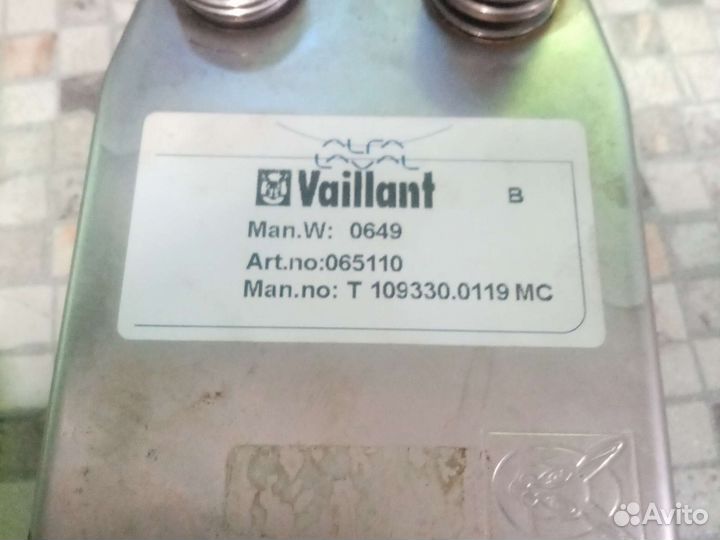 ALFA
LAVAL
Vaillant B
Man.W: 0649
Art.no:065110
Man.no: T 109330.0119 MC
Avito